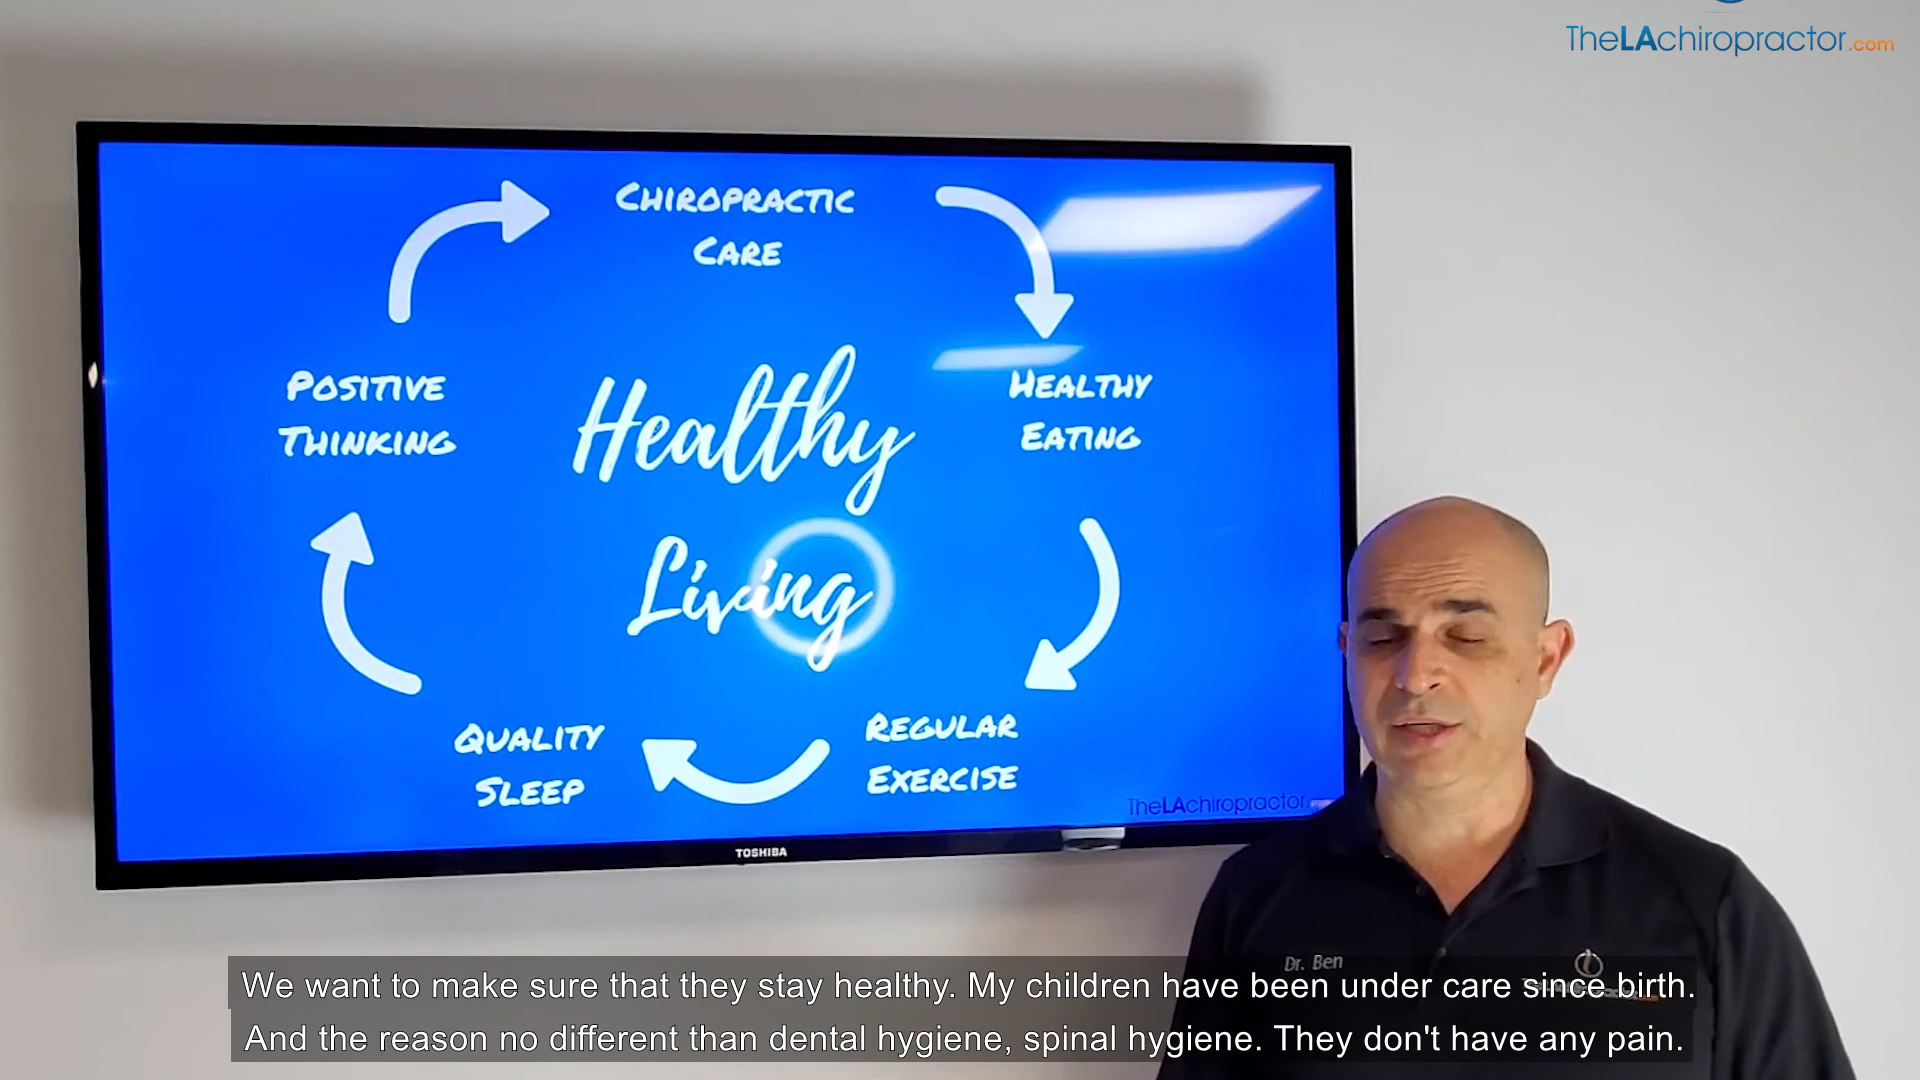 TheLAchiropractor.com
CHIROPRACTIC
CARE
POSITIVE
THINKING
HEALTHY
EATING
Healthy
Living
QUALITY
SLEEP
REGULAR
EXERCISE
TheLAchiropractor
TOSHIBA
Dr. Ben
We want to make sure that they stay healthy. My children have been under care since birth.
And the reason no different than dental hygiene, spinal hygiene. They don't have any pain.